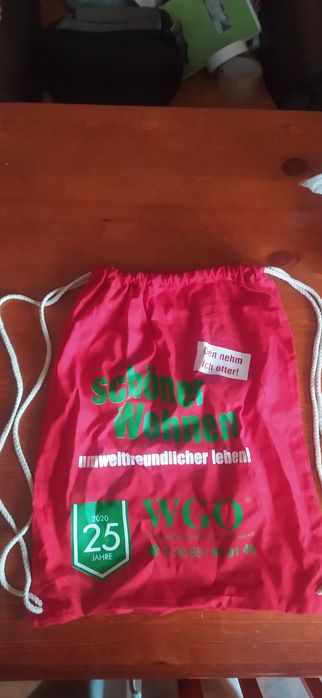 Den nehm
ich öfter!
schöner
Wohnen
umweltfreundlicher leben!
2020
25
JAHRE
WGO®